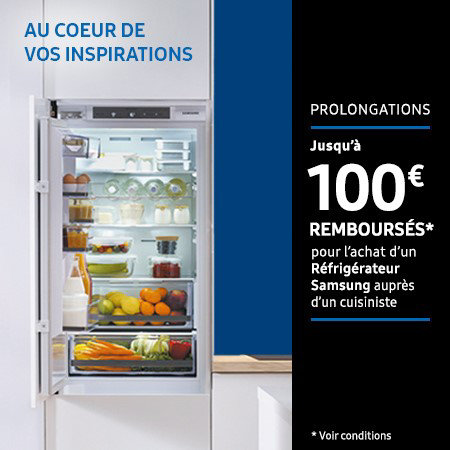 AU COEUR DE
VOS INSPIRATIONS
SAMSUNG
PROLONGATIONS
Jusqu'à
100€
REMBOURSÉS*
pour l'achat d'un
Réfrigérateur
Samsung auprès
d'un cuisiniste
* Voir conditions